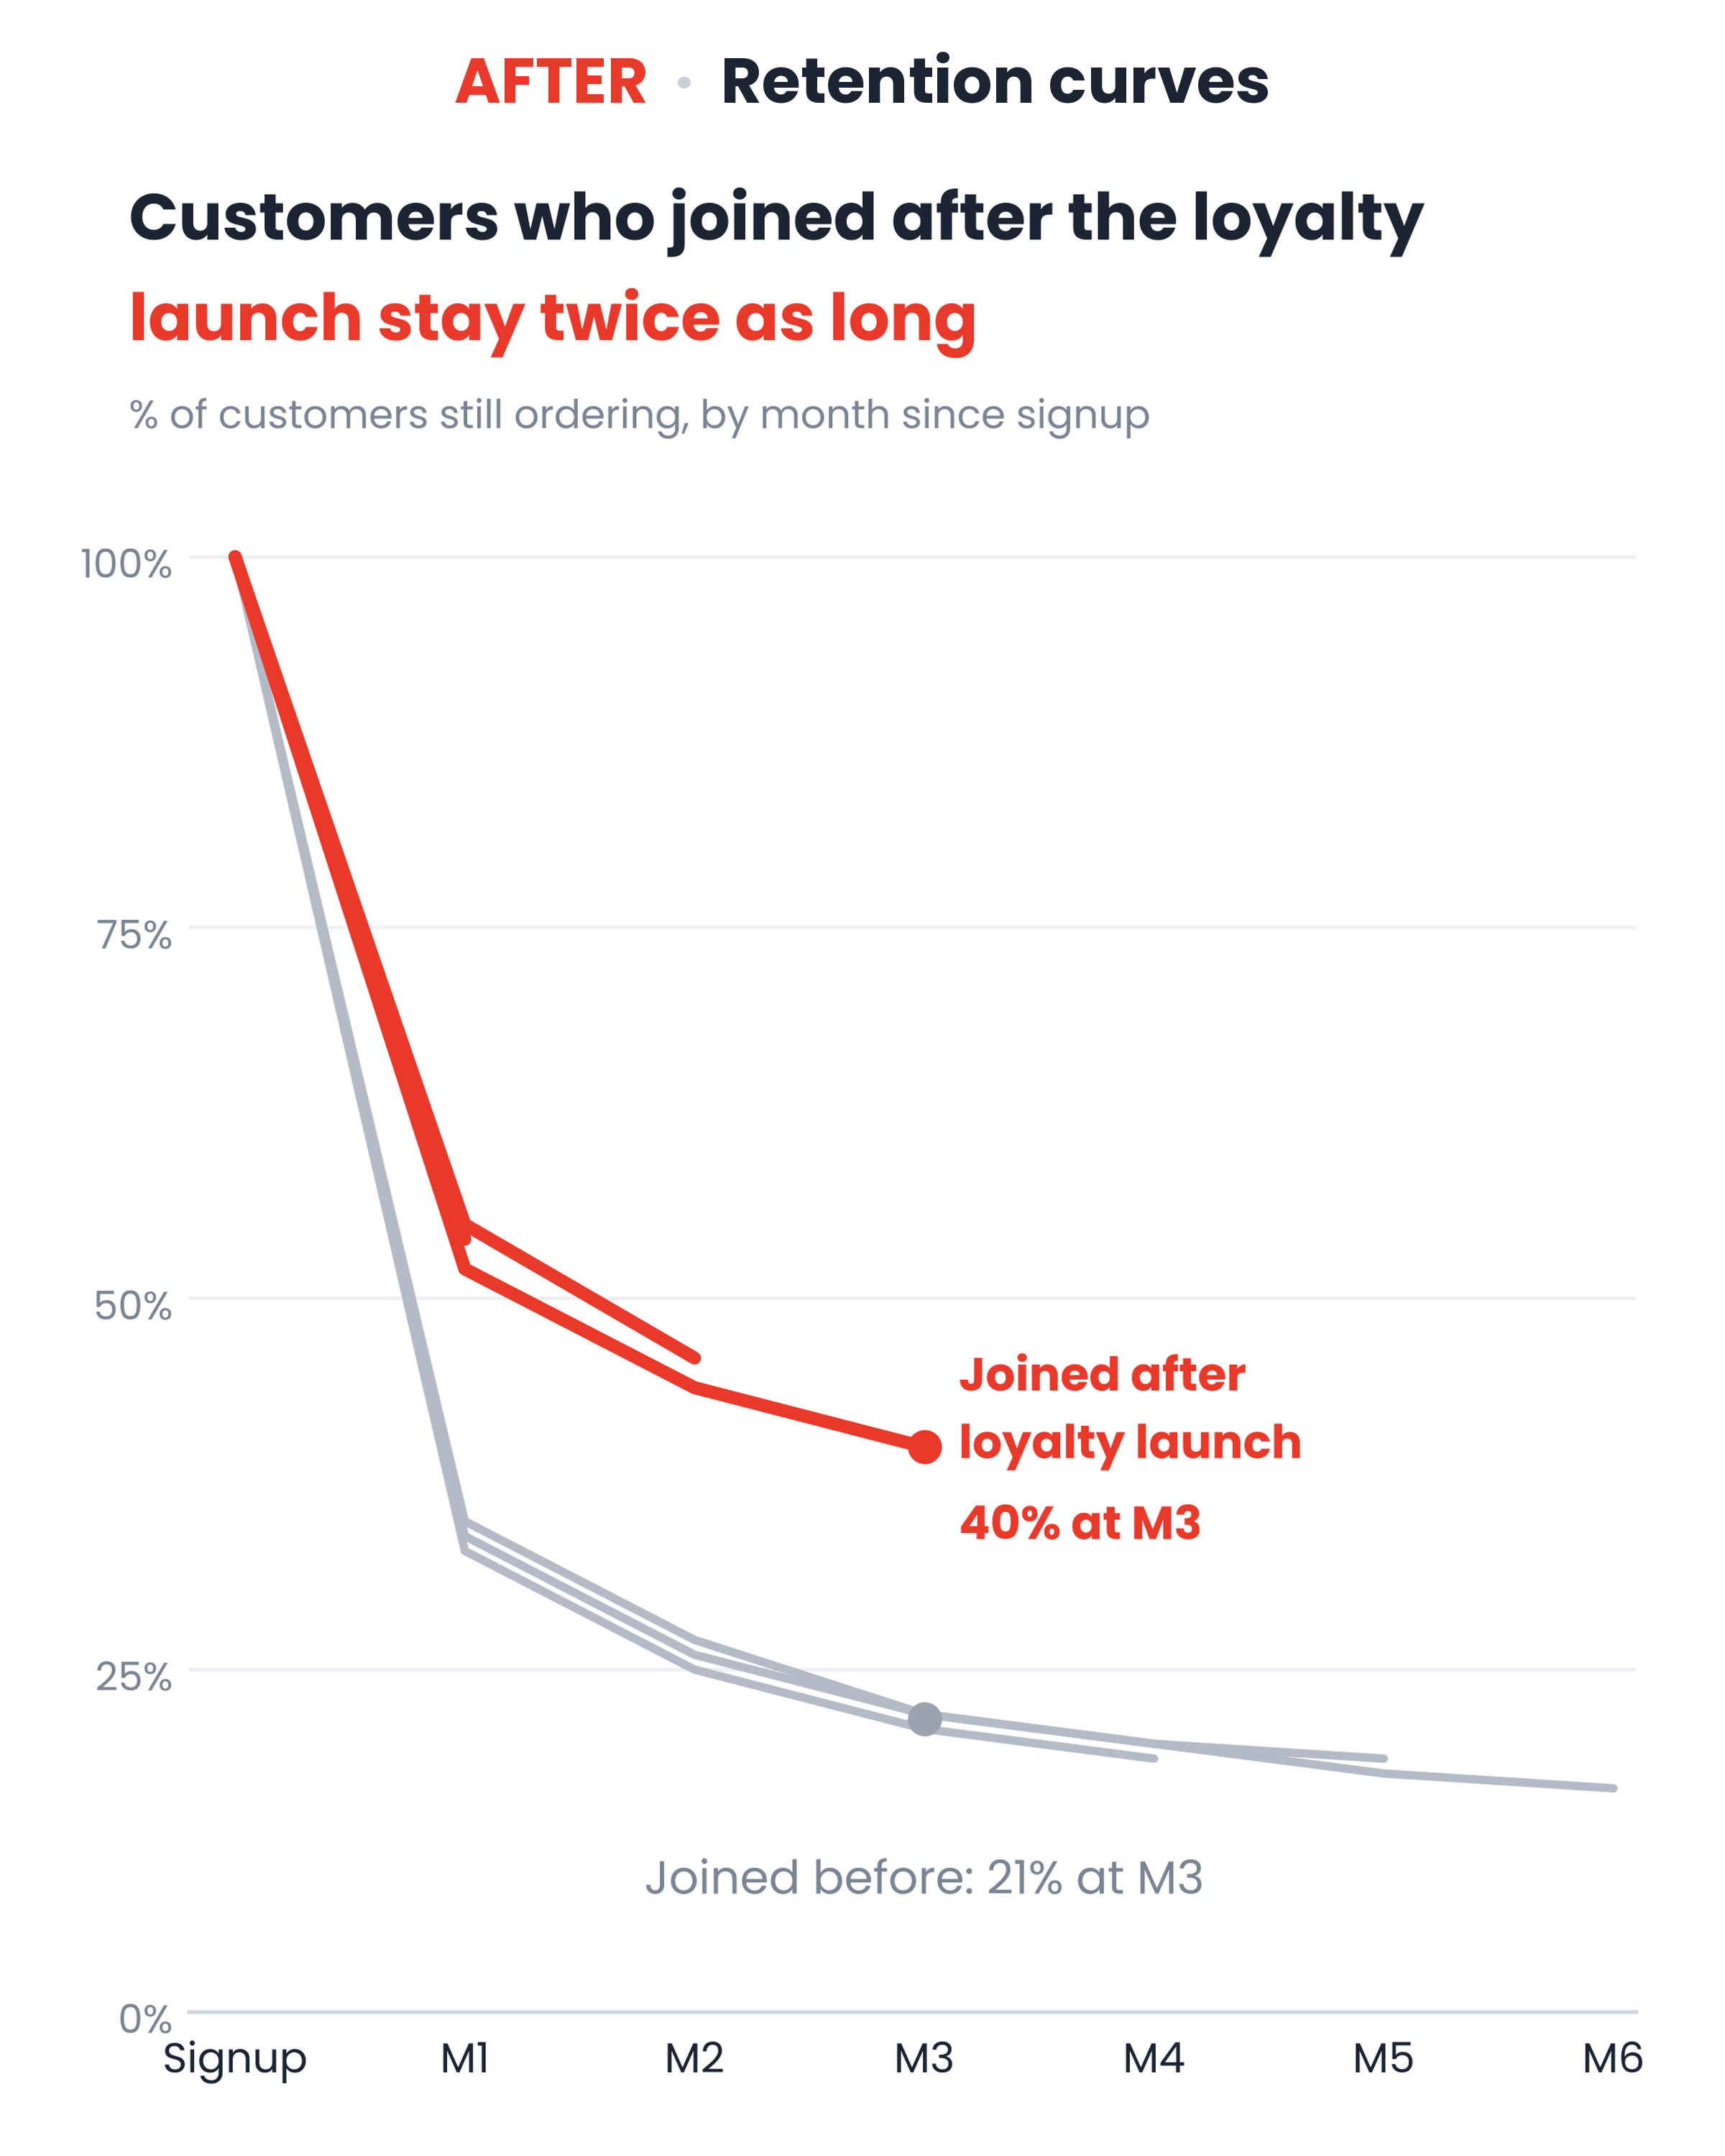 AFTER • Retention curves
Customers who joined after the loyalty
launch stay twice as long
% of customers still ordering, by month since signup
100%
75%
50%
Joined after
loyalty launch
40% at M3
25%
Joined before: 21% at M3
0%
Signup M1 M2 M3 M4 M5 M6